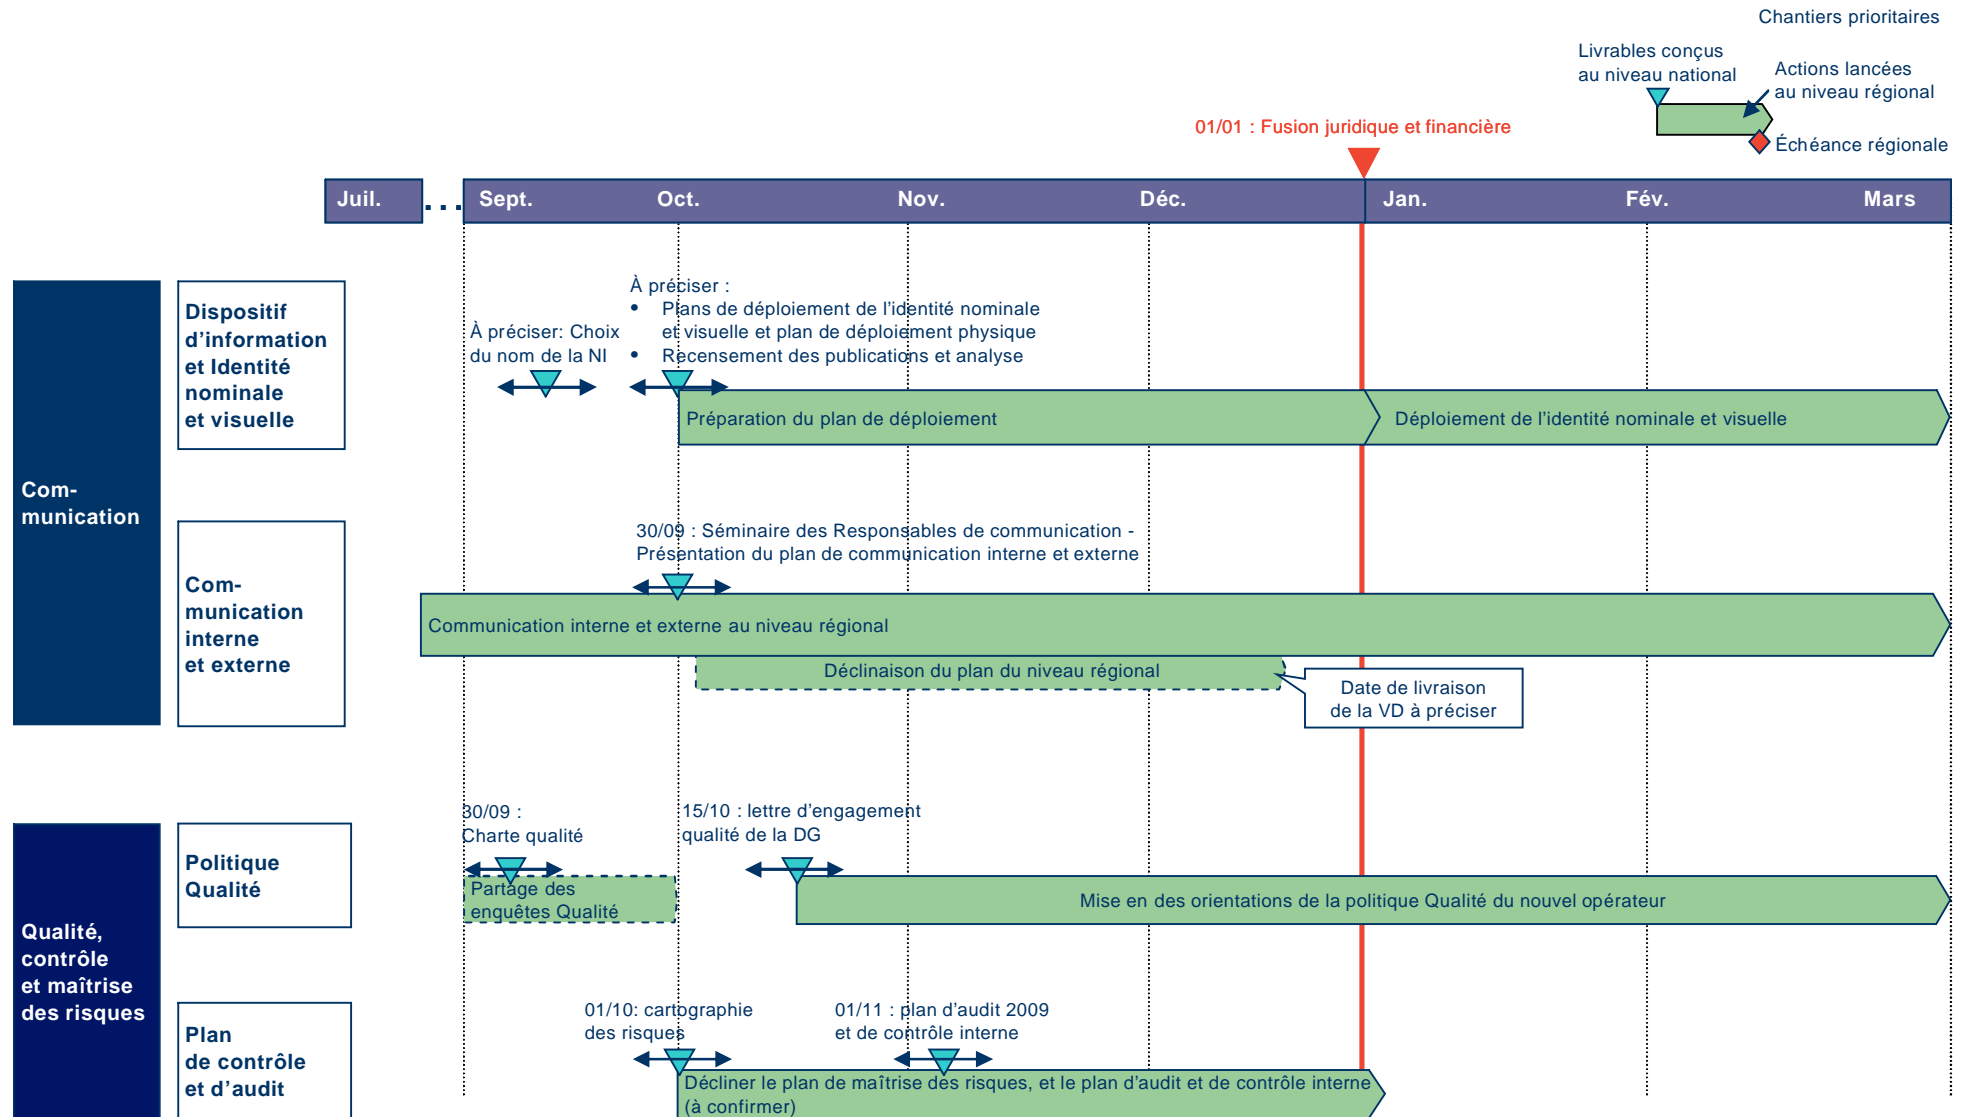 Chantiers prioritaires
Livrables conçus
au niveau national
Actions lancées
au niveau régional
Échéance régionale
01/01 : Fusion juridique et financière
Juil.
...
Sept.
Oct.
Nov.
Déc.
Jan.
Fév.
Mars
Com-
munication
Dispositif
d’information
et Identité
nominale
et visuelle
À préciser: Choix
du nom de la NI
À préciser :
• Plans de déploiement de l’identité nominale
et visuelle et plan de déploiement physique
• Recensement des publications et analyse
Préparation du plan de déploiement
Déploiement de l’identité nominale et visuelle
Com-
munication
interne
et externe
30/09 : Séminaire des Responsables de communication -
Présentation du plan de communication interne et externe
Communication interne et externe au niveau régional
Déclinaison du plan du niveau régional
Date de livraison
de la VD à préciser
Qualité,
contrôle
et maîtrise
des risques
Politique
Qualité
30/09 :
Charte qualité
Partage des
enquêtes Qualité
15/10 : lettre d’engagement
qualité de la DG
Mise en des orientations de la politique Qualité du nouvel opérateur
Plan
de contrôle
et d’audit
01/10: cartographie
des risques
01/11 : plan d’audit 2009
et de contrôle interne
Décliner le plan de maîtrise des risques, et le plan d’audit et de contrôle interne
(à confirmer)